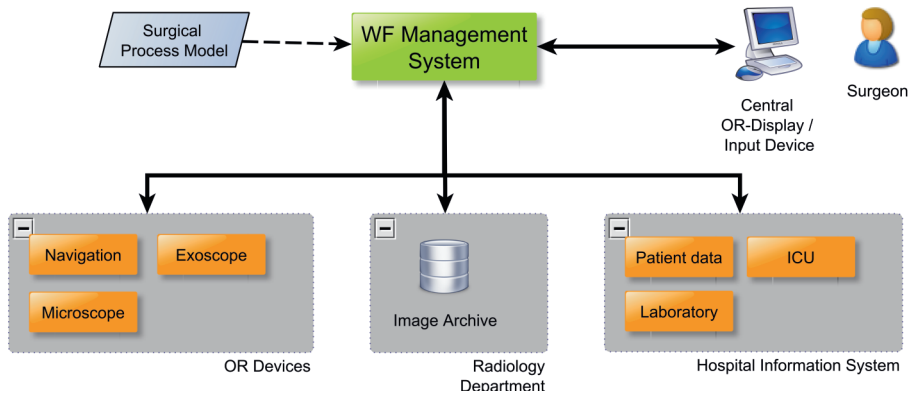 Surgical
Process Model
WF Management
System
Central
OR-Display /
Input Device
Surgeon
Navigation
Exoscope
Microscope
OR Devices
Image Archive
Radiology
Department
Patient data
ICU
Laboratory
Hospital Information System